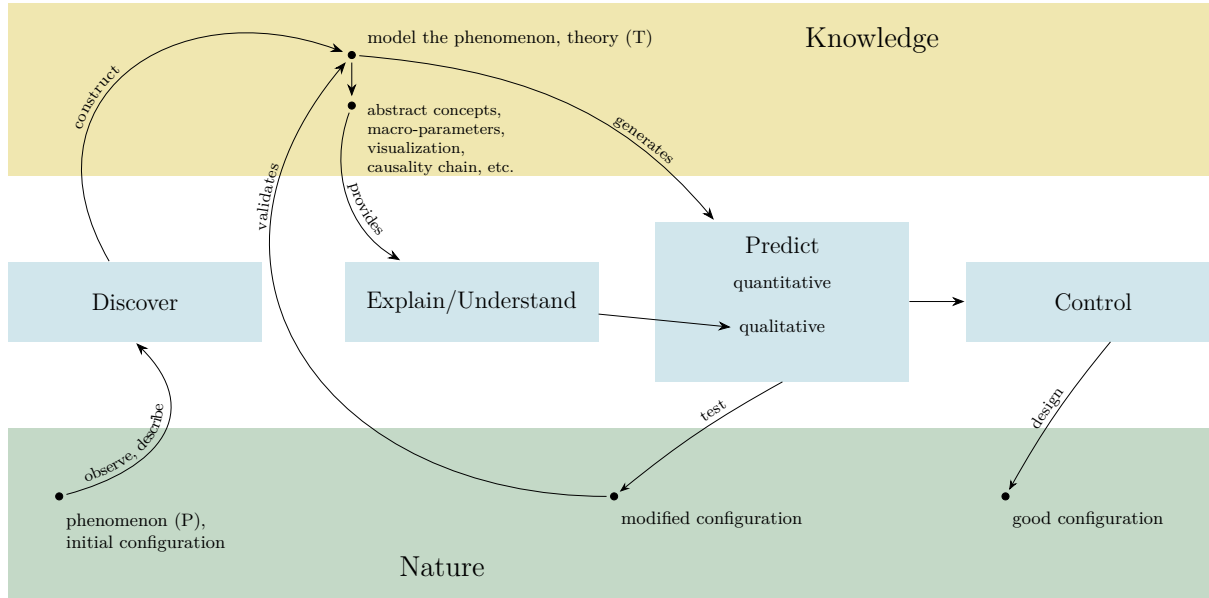 model the phenomenon, theory (T)
Knowledge
construct
abstract concepts,
macro-parameters,
visualization,
causality chain, etc.
generates
validates
provides
Discover
Explain/Understand
Predict
quantitative
qualitative
Control
observe, describe
test
design
phenomenon (P),
initial configuration
modified configuration
good configuration
Nature